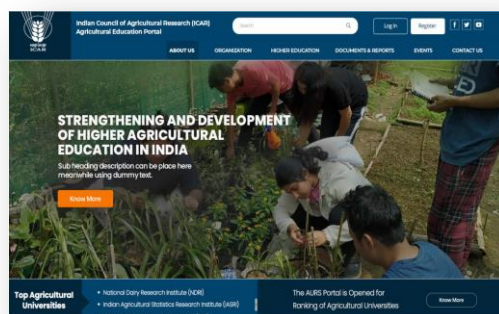 Indian Council of Agricultural Research (ICAR)
Agricultural Education Portal
Search
Log In
Register
ICAR
ABOUT US
ORGANIZATION
HIGHER EDUCATION
DOCUMENTS & REPORTS
EVENTS
CONTACT US
STRENGTHENING AND DEVELOPMENT
OF HIGHER AGRICULTURAL
EDUCATION IN INDIA
Sub heading description can be place here
meanwhile using dummy text.
Know More
Top Agricultural
Universities
National Dairy Research Institute (NDRI)
Indian Agricultural Statistics Research Institute (IASRI)
The AURS Portal is Opened for
Ranking of Agricultural Universities
Know More